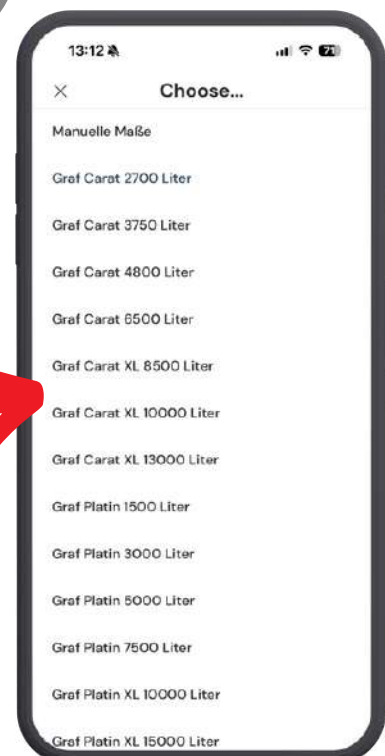 13:12
71
Choose...
Manuelle Maße
Graf Carat 2700 Liter
Graf Carat 3750 Liter
Graf Carat 4800 Liter
Graf Carat 6500 Liter
Graf Carat XL 8500 Liter
Graf Carat XL 10000 Liter
Graf Carat XL 13000 Liter
Graf Platin 1500 Liter
Graf Platin 3000 Liter
Graf Platin 5000 Liter
Graf Platin 7500 Liter
Graf Platin XL 10000 Liter
Graf Platin XL 15000 Liter